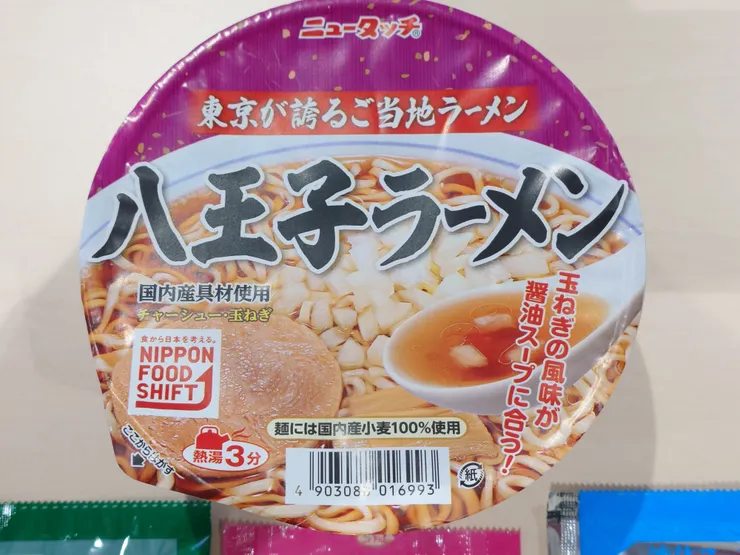 ニュータッチ®
東京が誇るご当地ラーメン
八王子ラーメン
国内産具材使用
チャーシュー・玉ねぎ
玉ねぎの風味が
醤油スープに合う!
食から日本を考える。
NIPPON
FOOD
SHIFT
麺には国内産小麦100%使用
ここからはがす
熱湯3分
4 903088 016993
紙